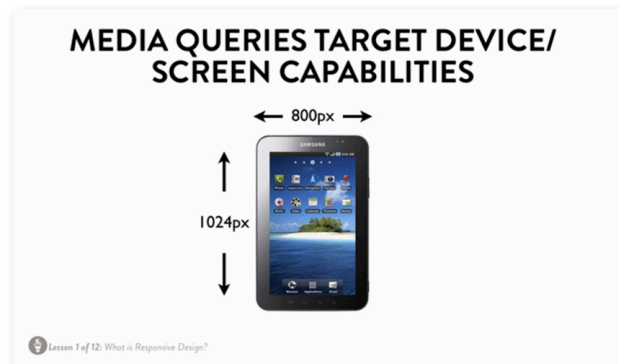 MEDIA QUERIES TARGET DEVICE/
SCREEN CAPABILITIES
800px
SAMSUNG
1024px
Lesson 1 of 12: What is Responsive Design?